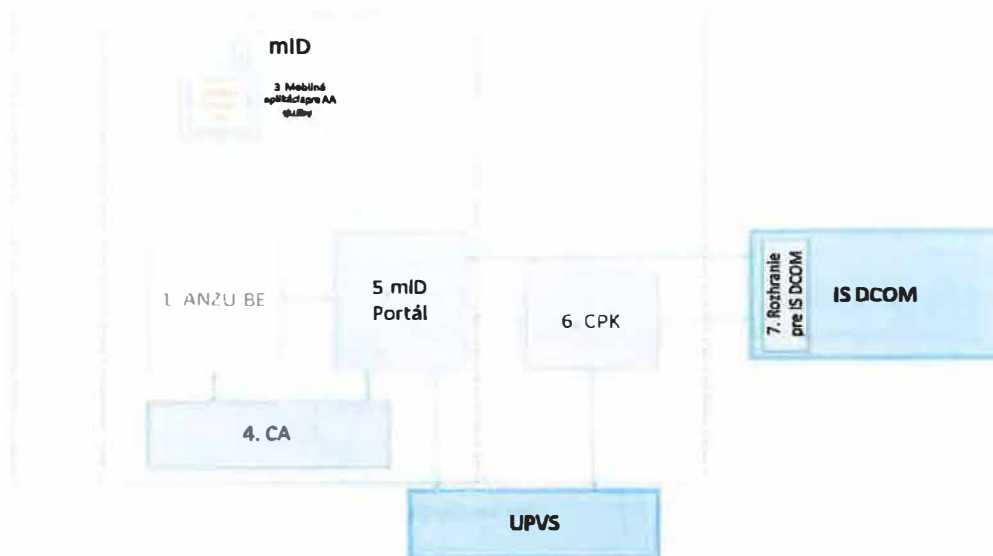 mID
3 Mobilná
aplikácia pre AA
služby
1. ANZU BE
5 mID
Portál
6. CPK
7. Rozhranie
pre IS DCOM
IS DCOM
4. CA
UPVS